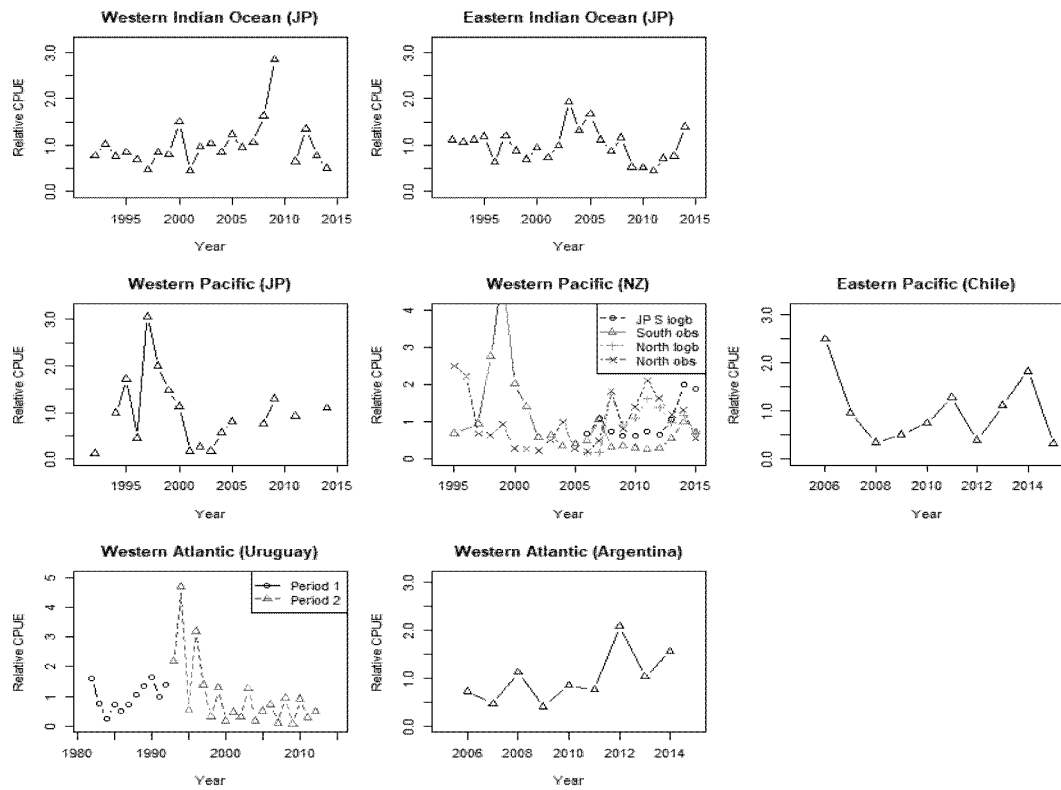 Western Indian Ocean (JP)
Relative CPUE
0.0 1.0 2.0 3.0
1995 2000 2005 2010 2015
Year
Eastern Indian Ocean (JP)
Relative CPUE
0.0 1.0 2.0 3.0
1995 2000 2005 2010 2015
Year
Western Pacific (JP)
Relative CPUE
0.0 1.0 2.0 3.0
1995 2000 2005 2010 2015
Year
Western Pacific (NZ)
Relative CPUE
0 1 2 3 4
JP S logb
South obs
North logb
North obs
1995 2000 2005 2010 2015
Year
Eastern Pacific (Chile)
Relative CPUE
0.0 1.0 2.0 3.0
2006 2008 2010 2012 2014
Year
Western Atlantic (Uruguay)
Relative CPUE
0 1 2 3 4 5
Period 1
Period 2
1980 1990 2000 2010
Year
Western Atlantic (Argentina)
Relative CPUE
0.0 1.0 2.0 3.0
2006 2008 2010 2012 2014
Year